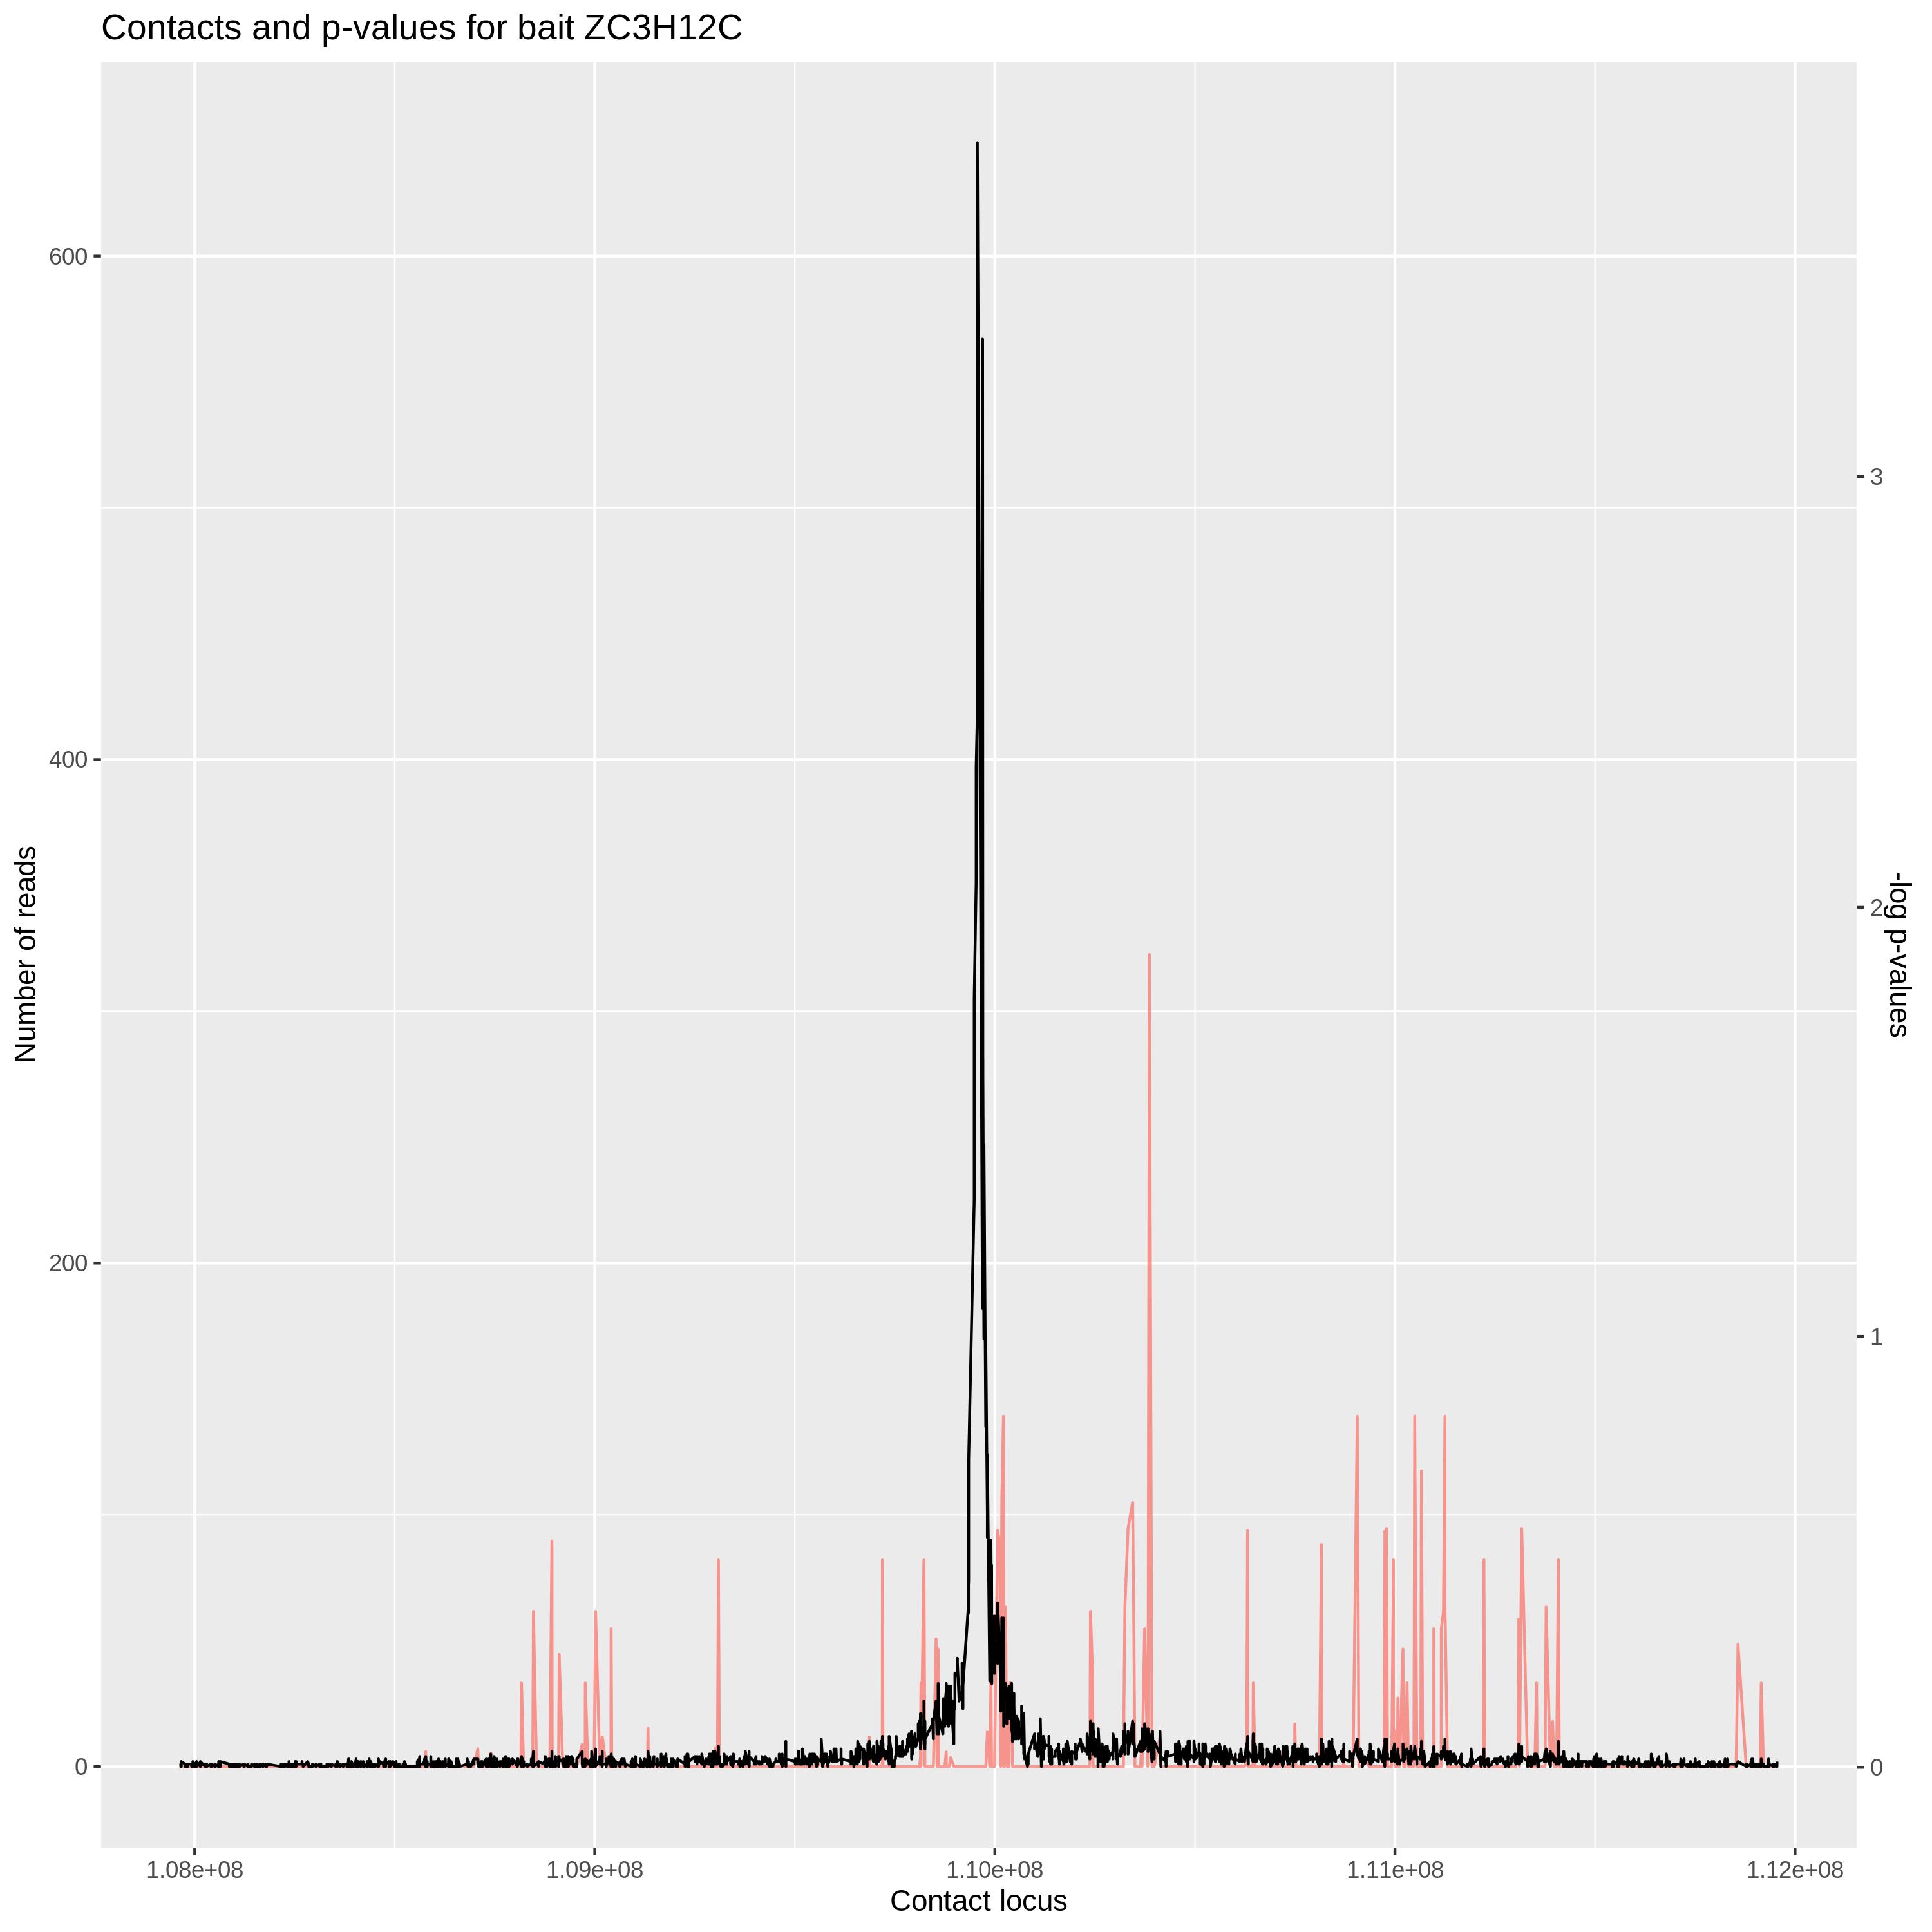 Contacts and p-values for bait ZC3H12C
600
400
200
0
Number of reads
3
2
1
0
-log p-values
1.08e+08
1.09e+08
1.10e+08
1.11e+08
1.12e+08
Contact locus